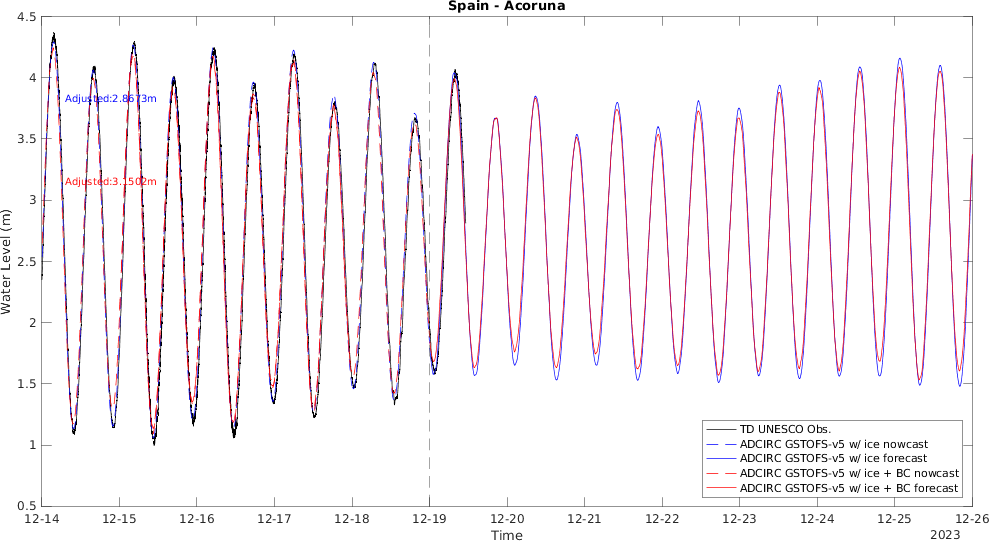 Spain - Acoruna
4.5
4
3.5
3
2.5
2
1.5
1
0.5
Water Level (m)
Adjusted:2.8673m
Adjusted:3.1502m
TD UNESCO Obs.
ADCIRC GSTOFS-v5 w/ ice nowcast
ADCIRC GSTOFS-v5 w/ ice forecast
ADCIRC GSTOFS-v5 w/ ice + BC nowcast
ADCIRC GSTOFS-v5 w/ ice + BC forecast
12-14 12-15 12-16 12-17 12-18 12-19 12-20 12-21 12-22 12-23 12-24 12-25 12-26
Time
2023